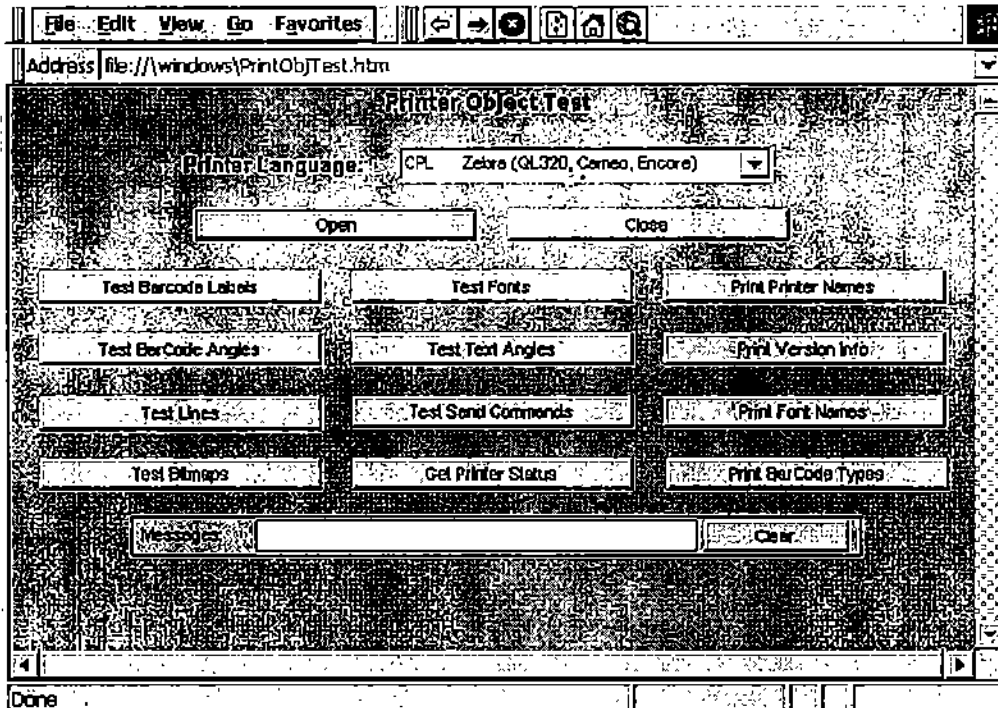 File Edit View Go Favorites
Address file://\windows\PrintObjTest.htm
Printer Object Test
Printer Language: CPL Zebra (QL320, Cameo, Encore)
Open Close
Test Barcode Labels Test Fonts Print Printer Names
Test BarCode Angles Test Text Angles Print Version Info
Test Lines Test Send Commands Print Font Names
Test Bitmaps Get Printer Status Print BarCode Types
Messages: Clear
Done